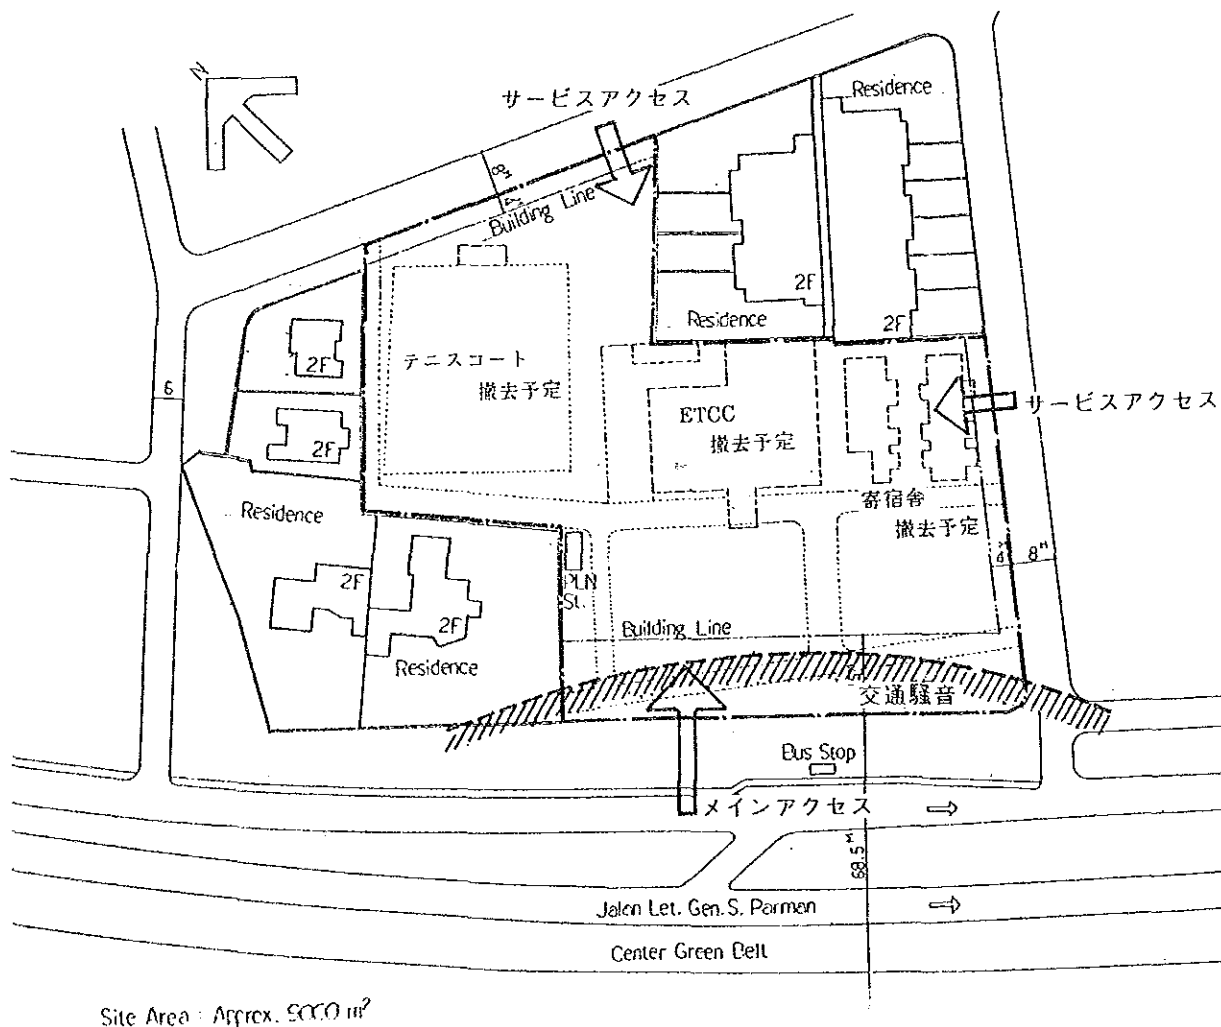 N
サービスアクセス
Residence
8M
4M
Building Line
2F
2F
Residence
テニスコート
撤去予定
2F
6
2F
ETCC
撤去予定
サービスアクセス
寄宿舎
撤去予定
Residence
4M
8M
2F
PLN
St.
2F
Building Line
Residence
交通騒音
Bus Stop
メインアクセス
68.5M
Jalan Let. Gen. S. Parman
Center Green Belt
Site Area : Approx.
m²